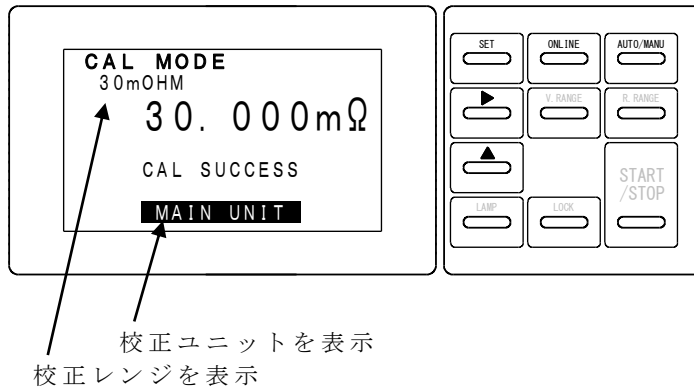 CAL MODE
30mOHM
30.000mΩ
CAL SUCCESS
MAIN UNIT
SET
ONLINE
AUTO/MANU
V.RANGE
R.RANGE
START
/STOP
LAMP
LOCK
校正ユニットを表示
校正レンジを表示